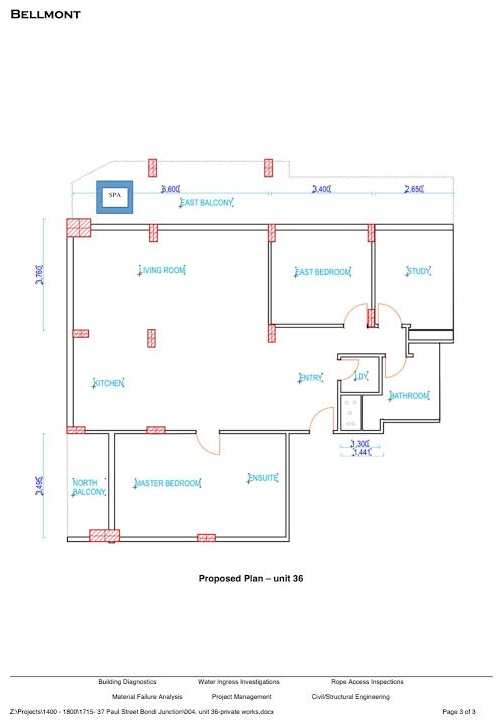 BELLMONT
SPA
6,600
3,400
2,650
EAST BALCONY
3,760
LIVING ROOM
EAST BEDROOM
STUDY
KITCHEN
ENTRY
LDY
BATHROOM
1,300
1,441
3,495
NORTH
BALCONY
MASTER BEDROOM
ENSUITE
Proposed Plan – unit 36
Building Diagnostics Water Ingress Investigations Rope Access Inspections
Material Failure Analysis Project Management Civil/Structural Engineering
Z:\Projects\1400 - 1800\1715- 37 Paul Street Bondi Junction\004. unit 36-private works.docx Page 3 of 3